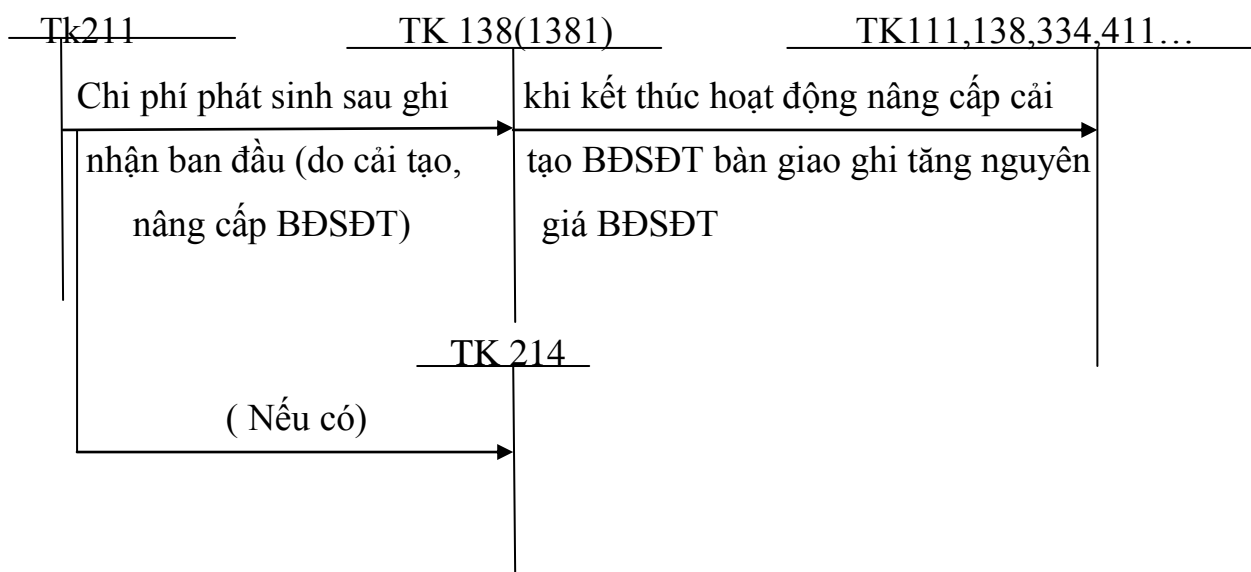 Tk211 TK 138(1381) TK111,138,334,411…
Chi phí phát sinh sau ghi khi kết thúc hoạt động nâng cấp cải
nhận ban đầu (do cải tạo, tạo BĐSĐT bàn giao ghi tăng nguyên
nâng cấp BĐSĐT) giá BĐSĐT
TK 214
( Nếu có)